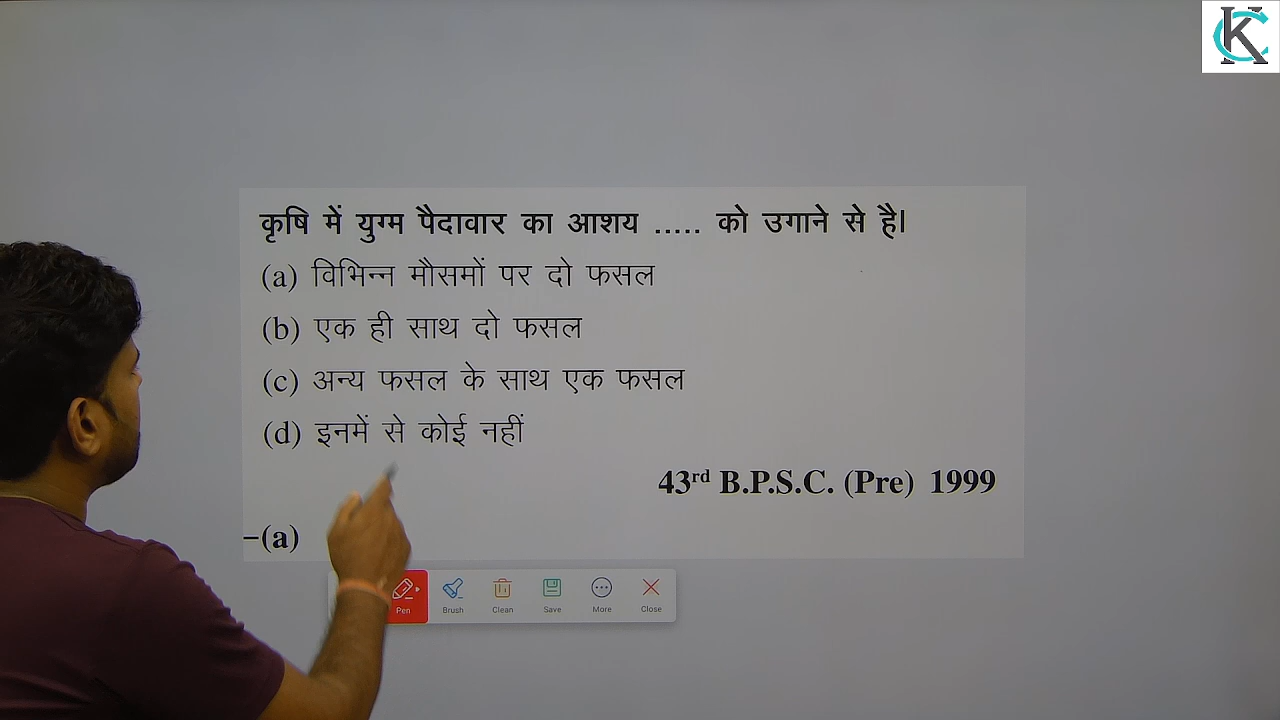 KC
कृषि में युग्म पैदावार का आशय ..... को उगाने से है।
(a) विभिन्न मौसमों पर दो फसल
(b) एक ही साथ दो फसल
(c) अन्य फसल के साथ एक फसल
(d) इनमें से कोई नहीं
43rd B.P.S.C. (Pre) 1999
–(a)
Pen Brush Clean Save More Close